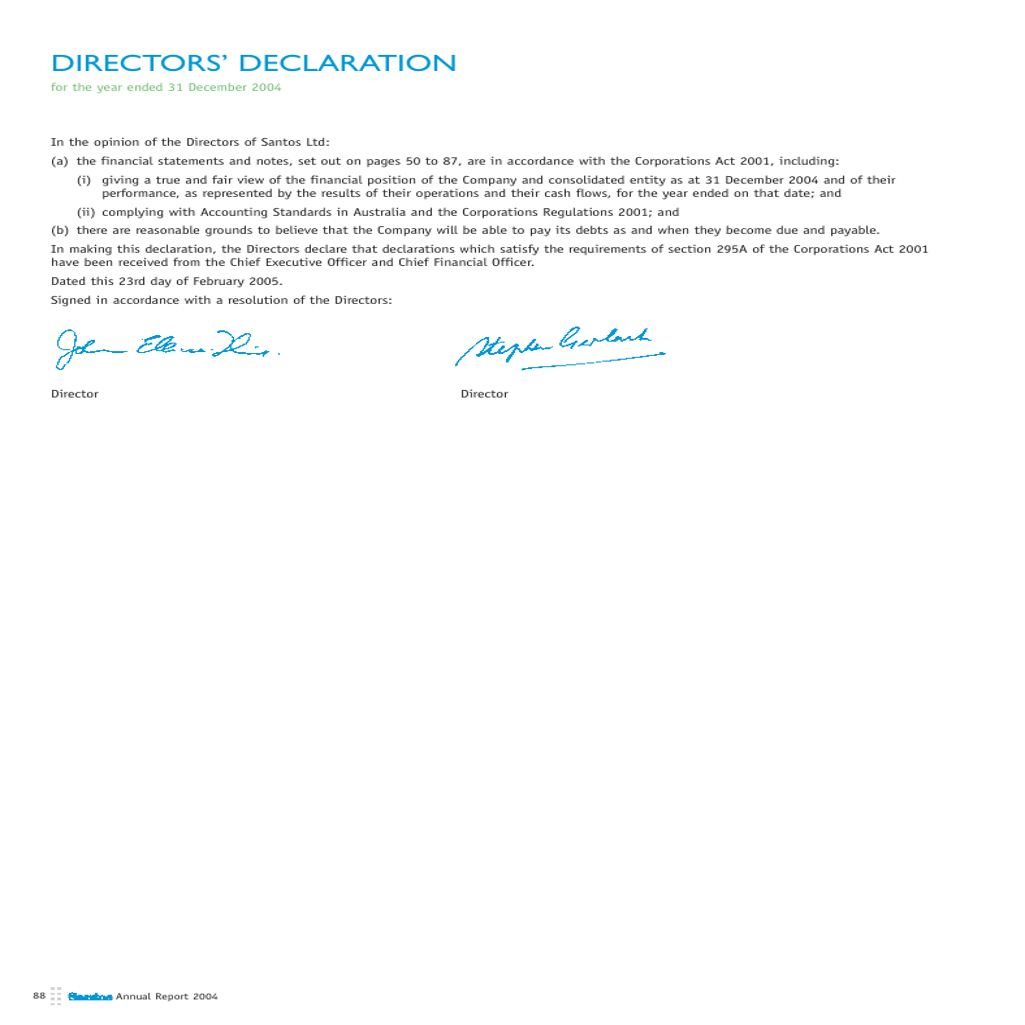 DIRECTORS’ DECLARATION
for the year ended 31 December 2004
In the opinion of the Directors of Santos Ltd:
(a) the financial statements and notes, set out on pages 50 to 87, are in accordance with the Corporations Act 2001, including:
(i) giving a true and fair view of the financial position of the Company and consolidated entity as at 31 December 2004 and of their
performance, as represented by the results of their operations and their cash flows, for the year ended on that date; and
(ii) complying with Accounting Standards in Australia and the Corporations Regulations 2001; and
(b) there are reasonable grounds to believe that the Company will be able to pay its debts as and when they become due and payable.
In making this declaration, the Directors declare that declarations which satisfy the requirements of section 295A of the Corporations Act 2001
have been received from the Chief Executive Officer and Chief Financial Officer.
Dated this 23rd day of February 2005.
Signed in accordance with a resolution of the Directors:
John Stephen Gerlach
Director Director
88 Santos Annual Report 2004